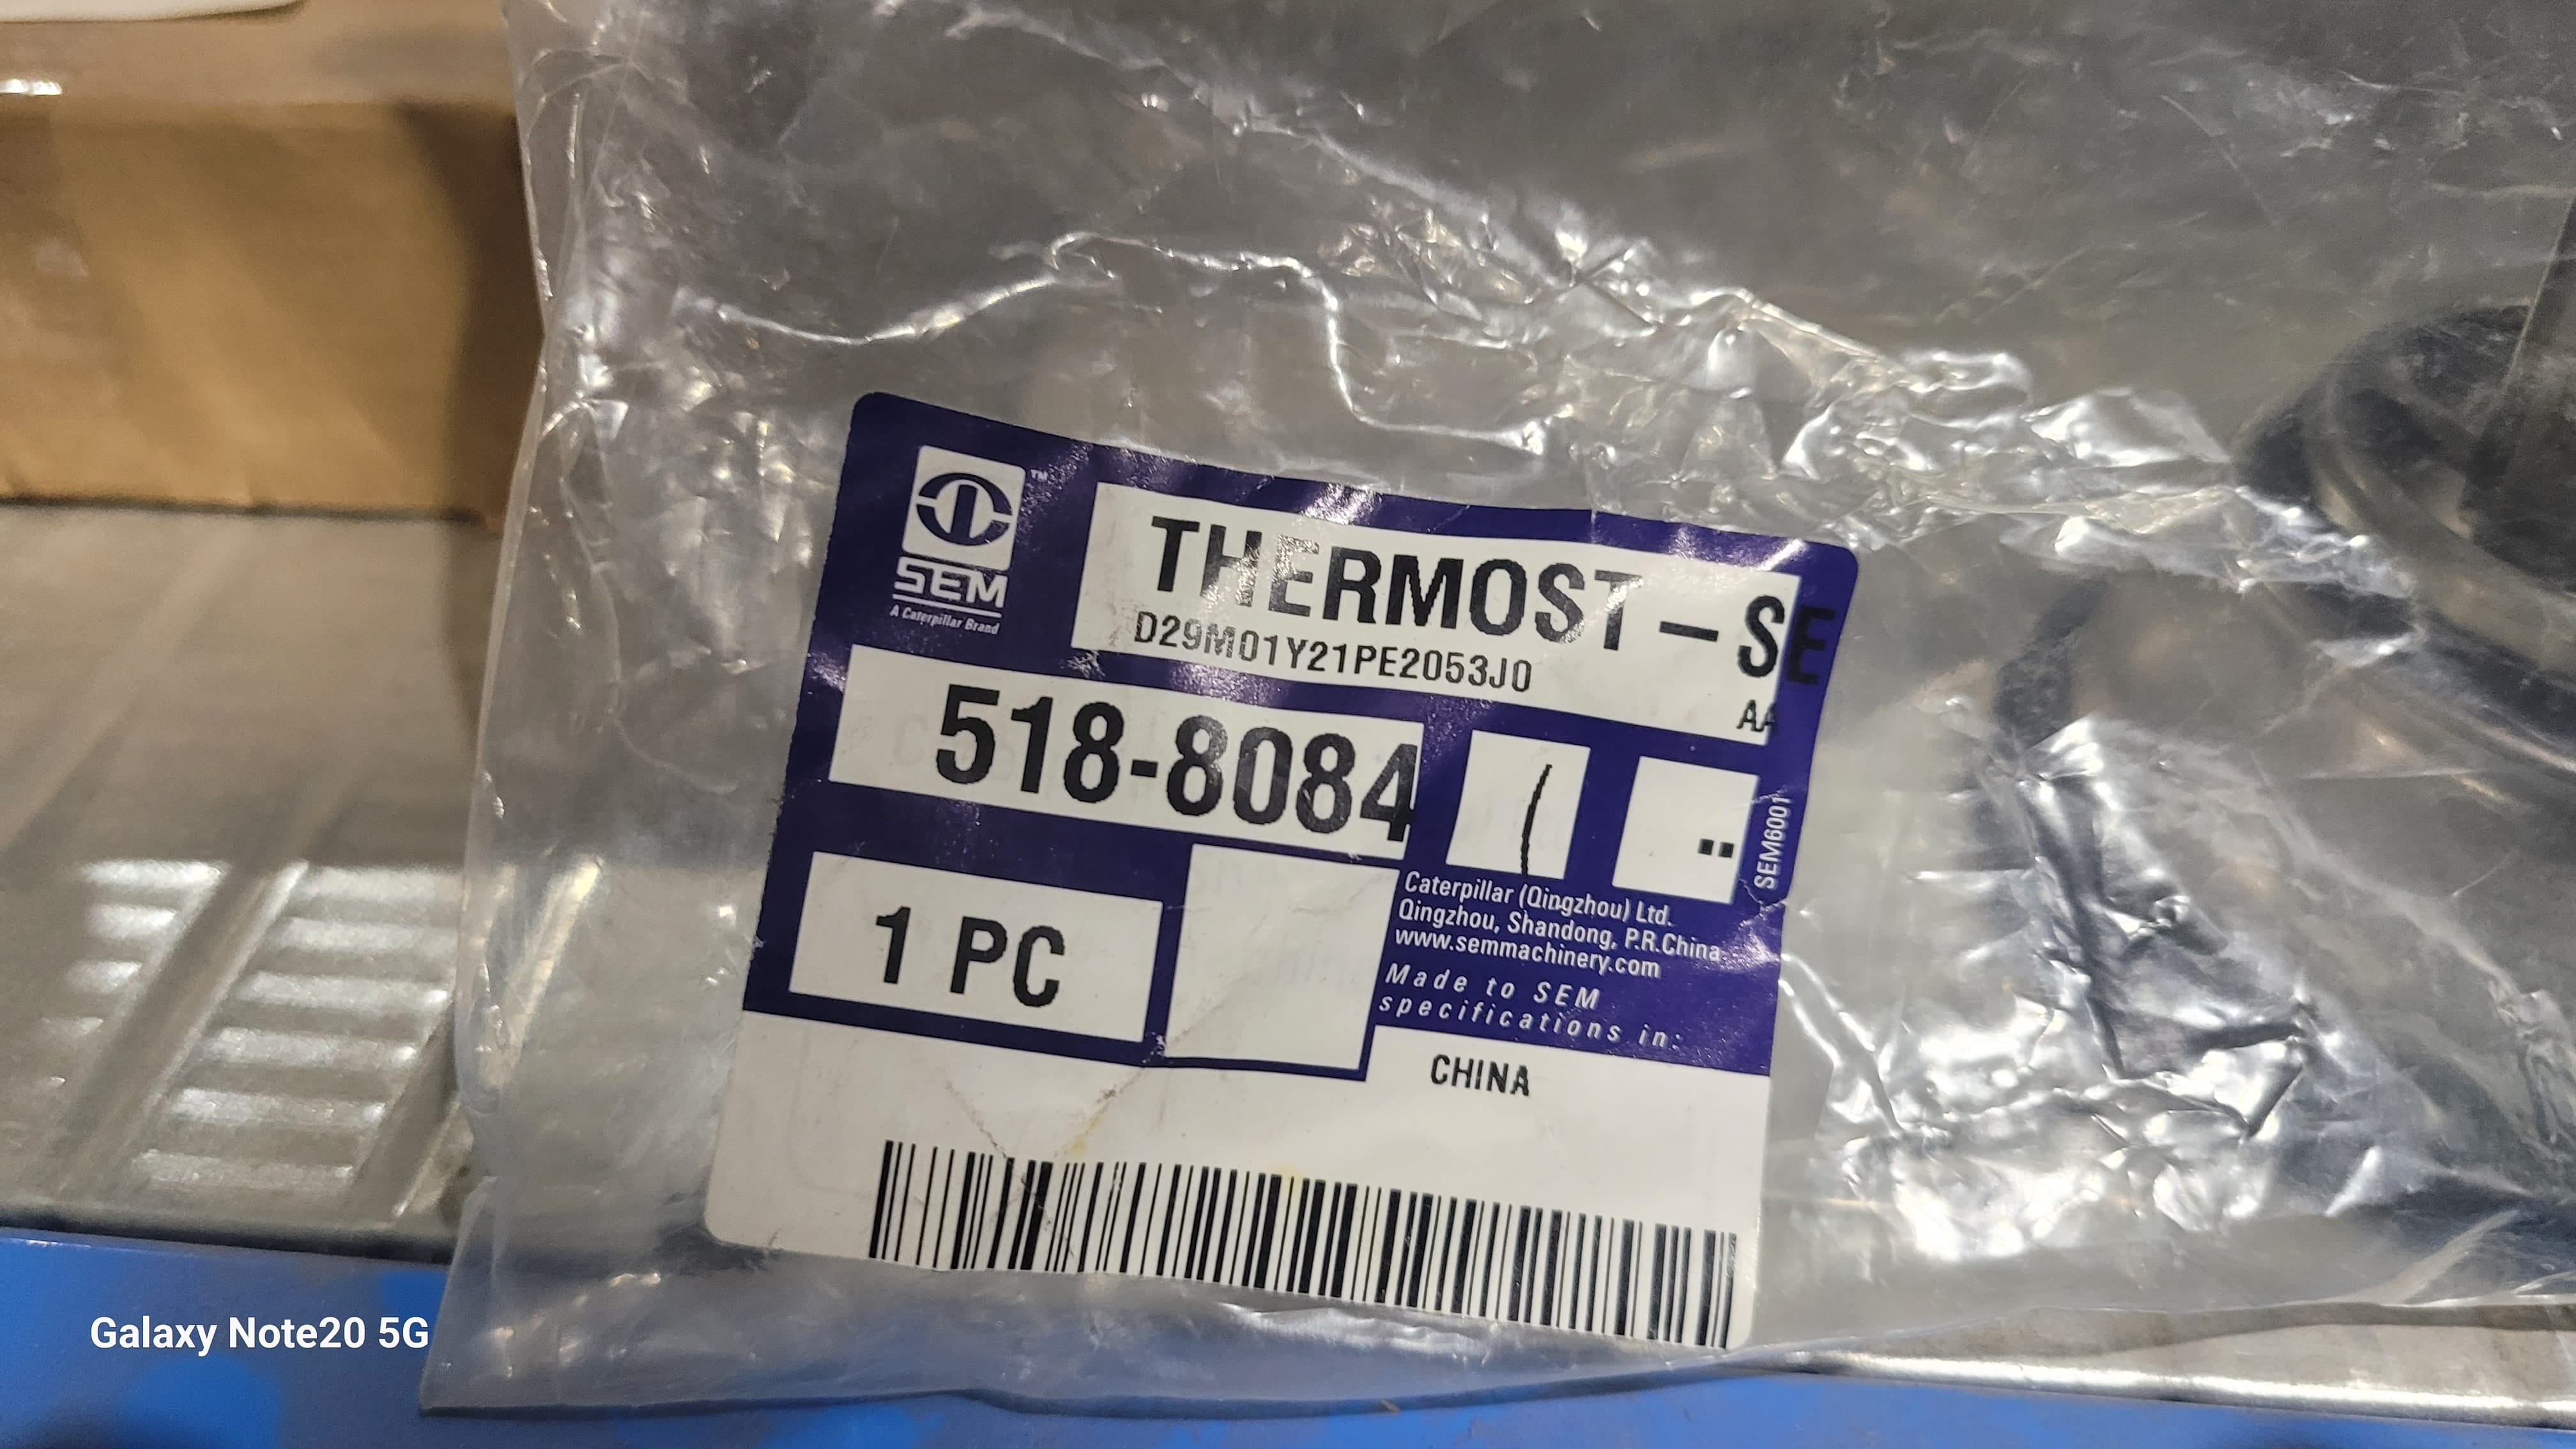 THERMOST-SE
D29M01Y21PE2053J0
AA
™
SEM
A Caterpillar Brand
518-8084
SEM6001
1 PC
Caterpillar (Qingzhou) Ltd.
Qingzhou, Shandong, P.R.China
www.semmachinery.com
Made to SEM
specifications in:
CHINA
Galaxy Note20 5G